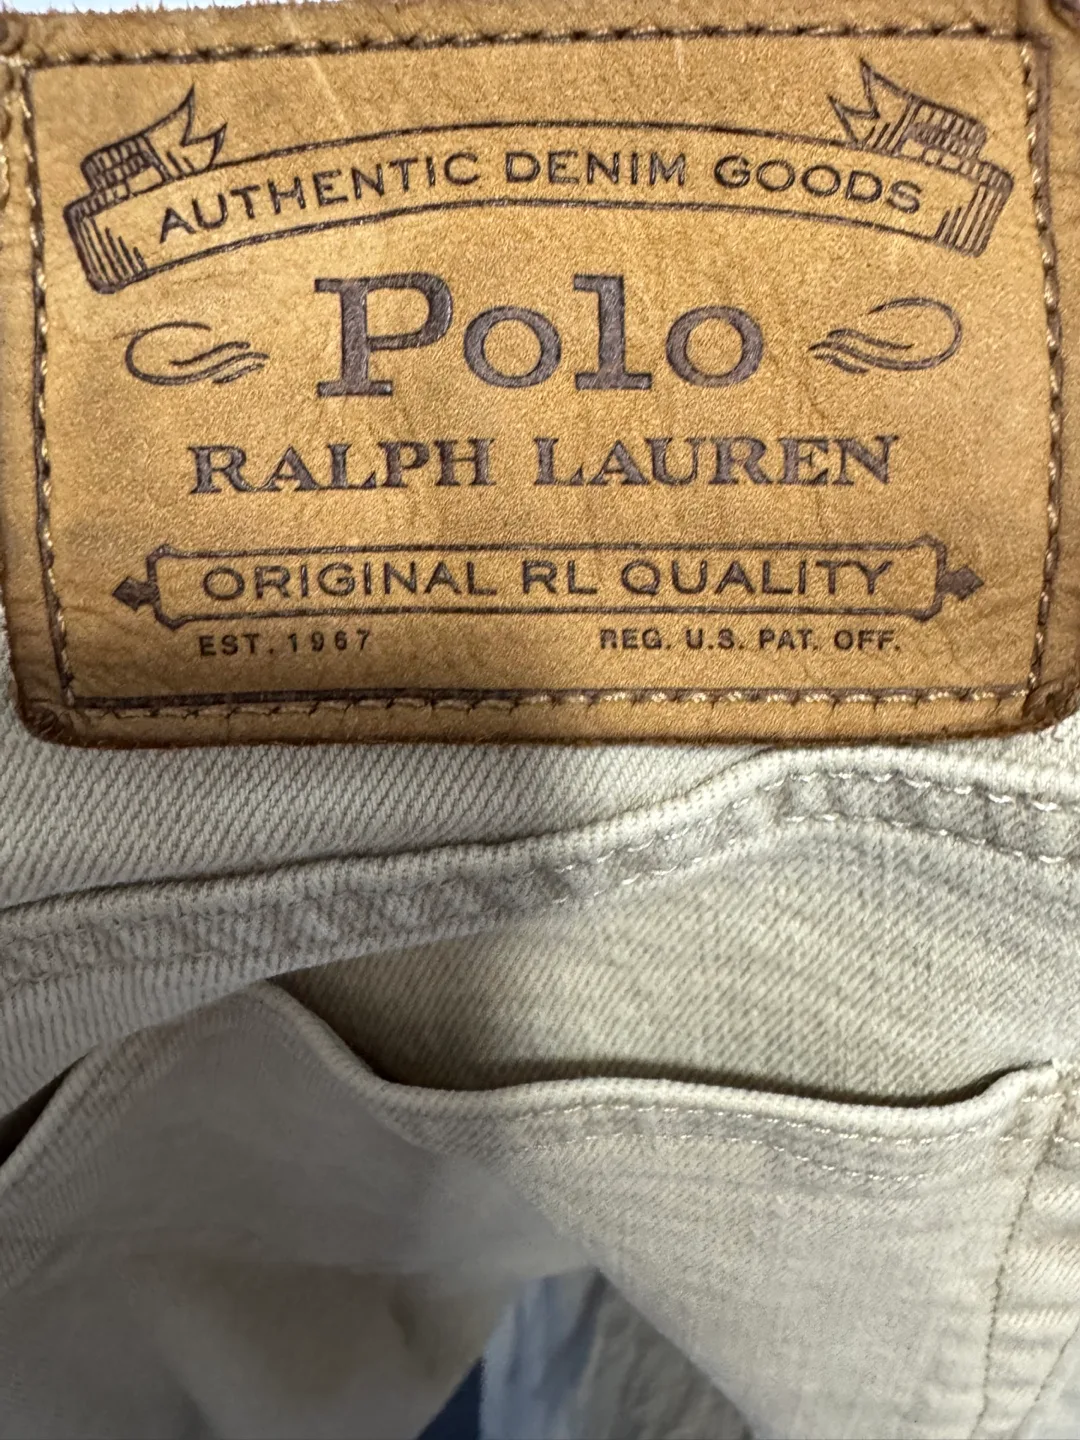 AUTHENTIC DENIM GOODS
Polo
RALPH LAUREN
ORIGINAL RL QUALITY
EST. 1967 REG. U.S. PAT. OFF.